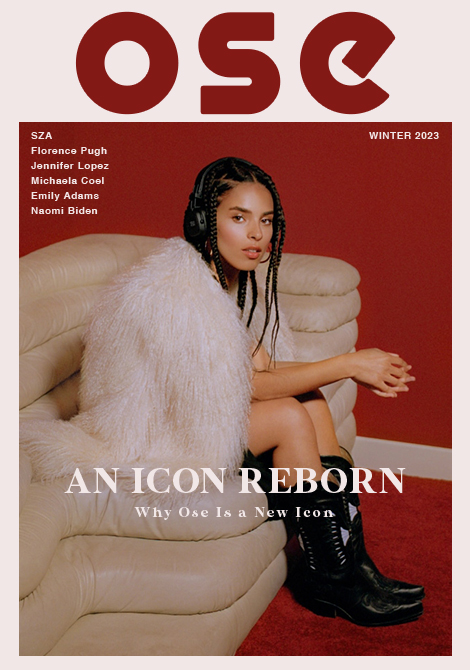 ose
SZA
Florence Pugh
Jennifer Lopez
Michaela Coel
Emily Adams
Naomi Biden
WINTER 2023
AN ICON REBORN
Why Ose Is a New Icon